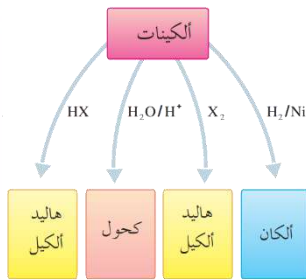 ألكينات
HX
H₂O/H⁺
X₂
H₂/Ni
هاليد
ألكيل
كحول
هاليد
ألكيل
ألكان